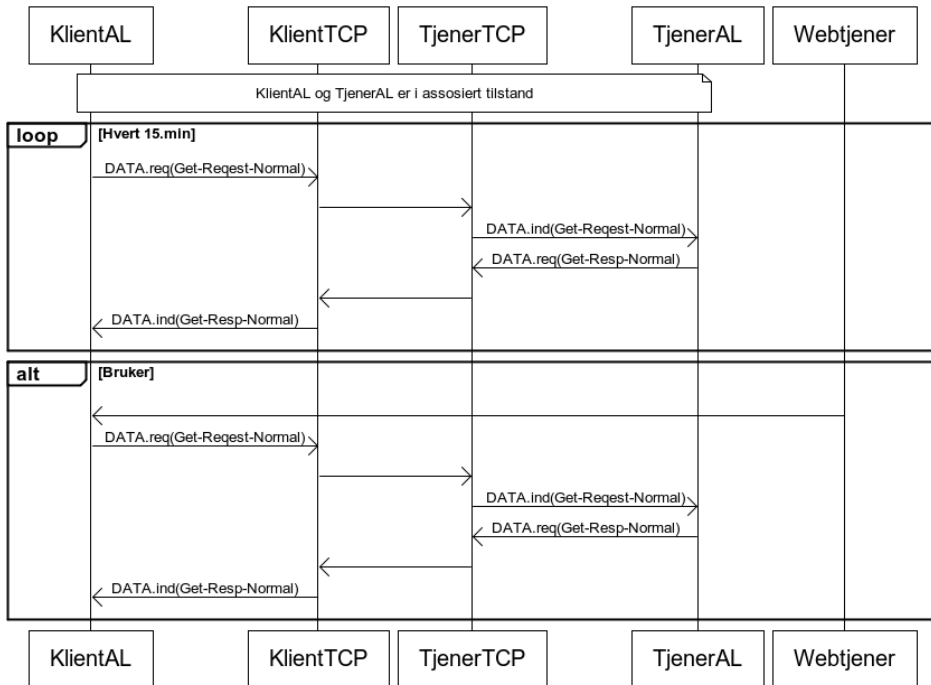 KlientAL KlientTCP TjenerTCP TjenerAL Webtjener
KlientAL og TjenerAL er i assosiert tilstand
loop [Hvert 15.min]
DATA.req(Get-Reqest-Normal)
DATA.ind(Get-Reqest-Normal)
DATA.req(Get-Resp-Normal)
DATA.ind(Get-Resp-Normal)
alt [Bruker]
DATA.req(Get-Reqest-Normal)
DATA.ind(Get-Reqest-Normal)
DATA.req(Get-Resp-Normal)
DATA.ind(Get-Resp-Normal)
KlientAL KlientTCP TjenerTCP TjenerAL Webtjener